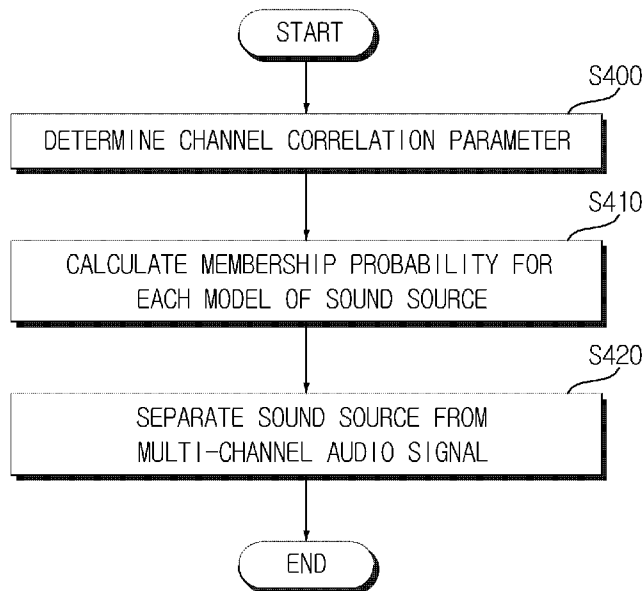 START
S400
DETERMINE CHANNEL CORRELATION PARAMETER
S410
CALCULATE MEMBERSHIP PROBABILITY FOR
EACH MODEL OF SOUND SOURCE
S420
SEPARATE SOUND SOURCE FROM
MULTI-CHANNEL AUDIO SIGNAL
END